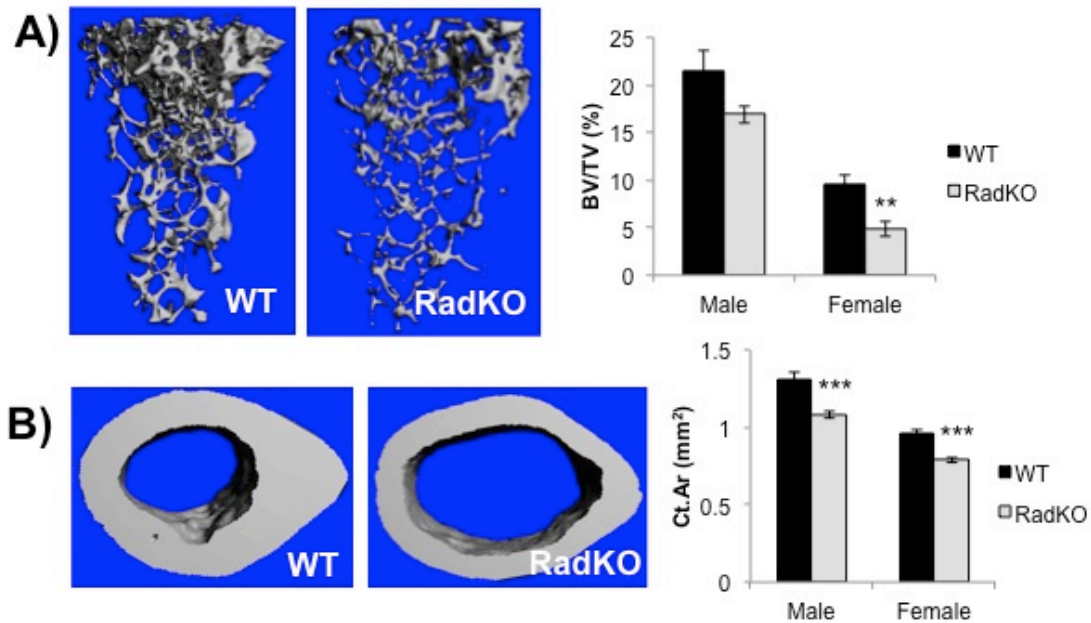 A)
WT
RadKO
BV/TV (%)
25
20
15
10
5
0
**
Male
Female
WT
RadKO
B)
WT
RadKO
Ct.Ar (mm²)
1.5
1
0.5
0
***
***
Male
Female
WT
RadKO